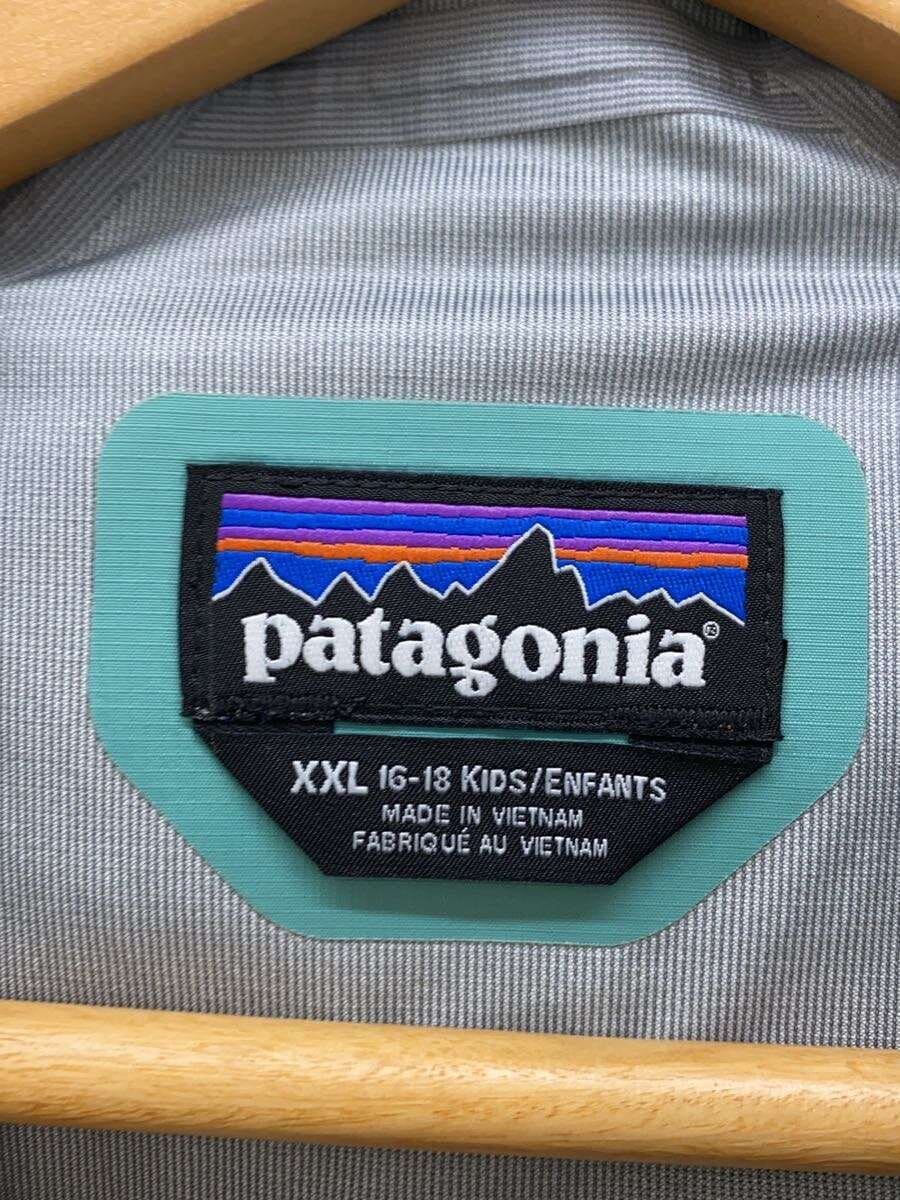 patagonia®
XXL 16-18 KIDS/ENFANTS
MADE IN VIETNAM
FABRIQUÉ AU VIETNAM